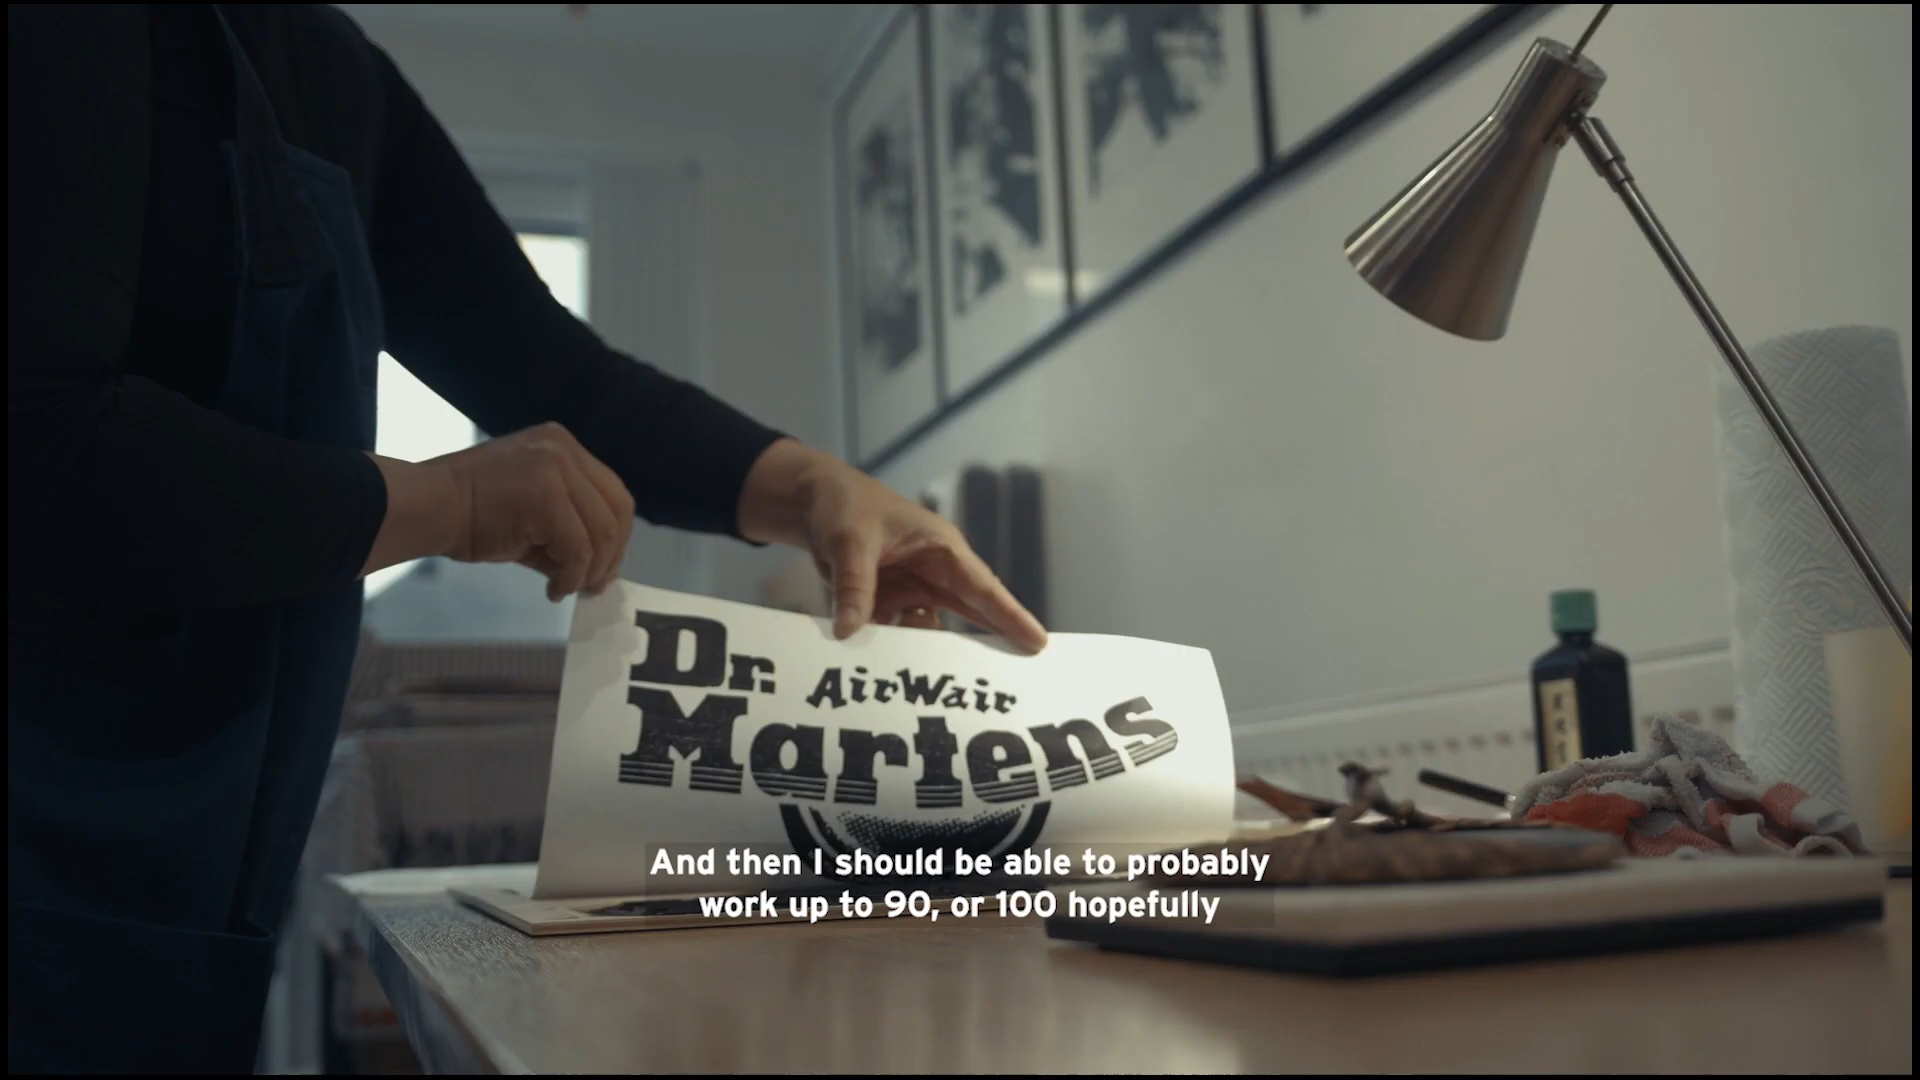 Dr. AirWair
Martens
And then I should be able to probably
work up to 90, or 100 hopefully